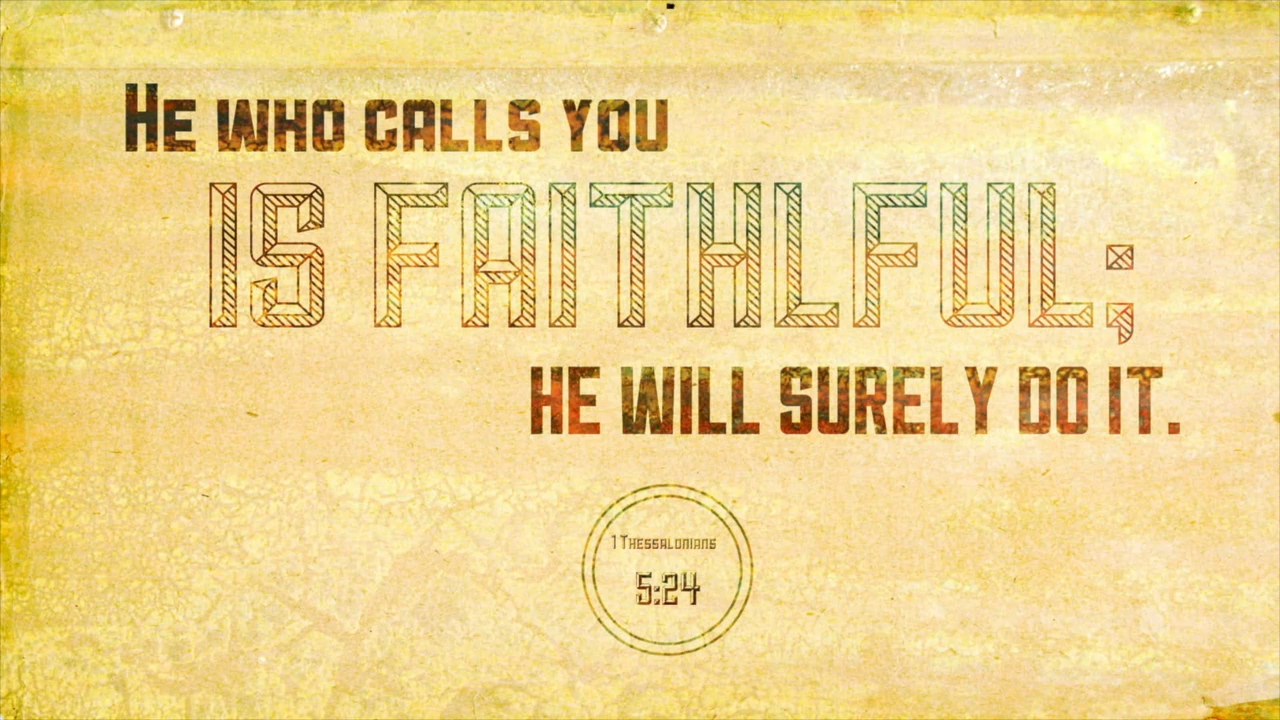 He who calls you
IS FAITHFUL;
HE WILL SURELY DO IT.
1 Thessalonians
5:24